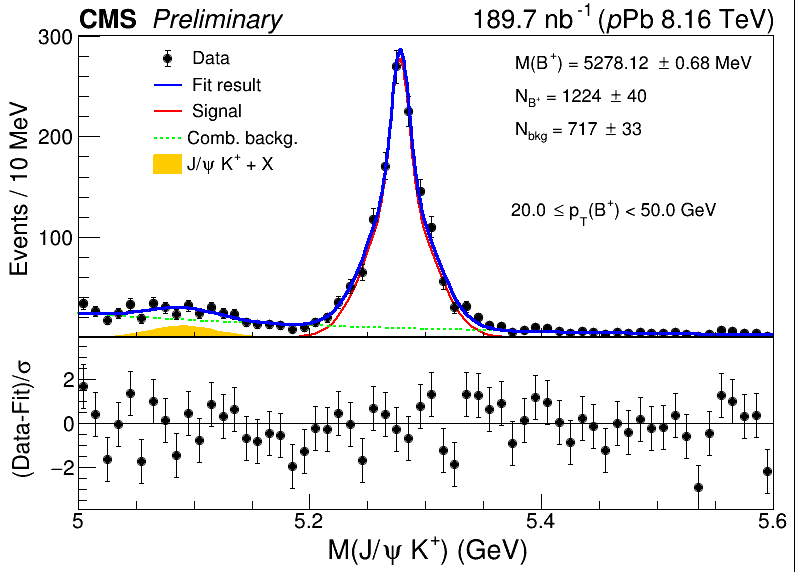 CMS Preliminary 189.7 nb⁻¹ (pPb 8.16 TeV)
Events / 10 MeV
300
200
100
Data
Fit result
Signal
Comb. backg.
J/ψ K⁺ + X
M(B⁺) = 5278.12 ± 0.68 MeV
N_B⁺ = 1224 ± 40
N_bkg = 717 ± 33
20.0 ≤ p_T(B⁺) < 50.0 GeV
(Data-Fit)/σ
2
0
−2
5 5.2 5.4 5.6
M(J/ψ K⁺) (GeV)